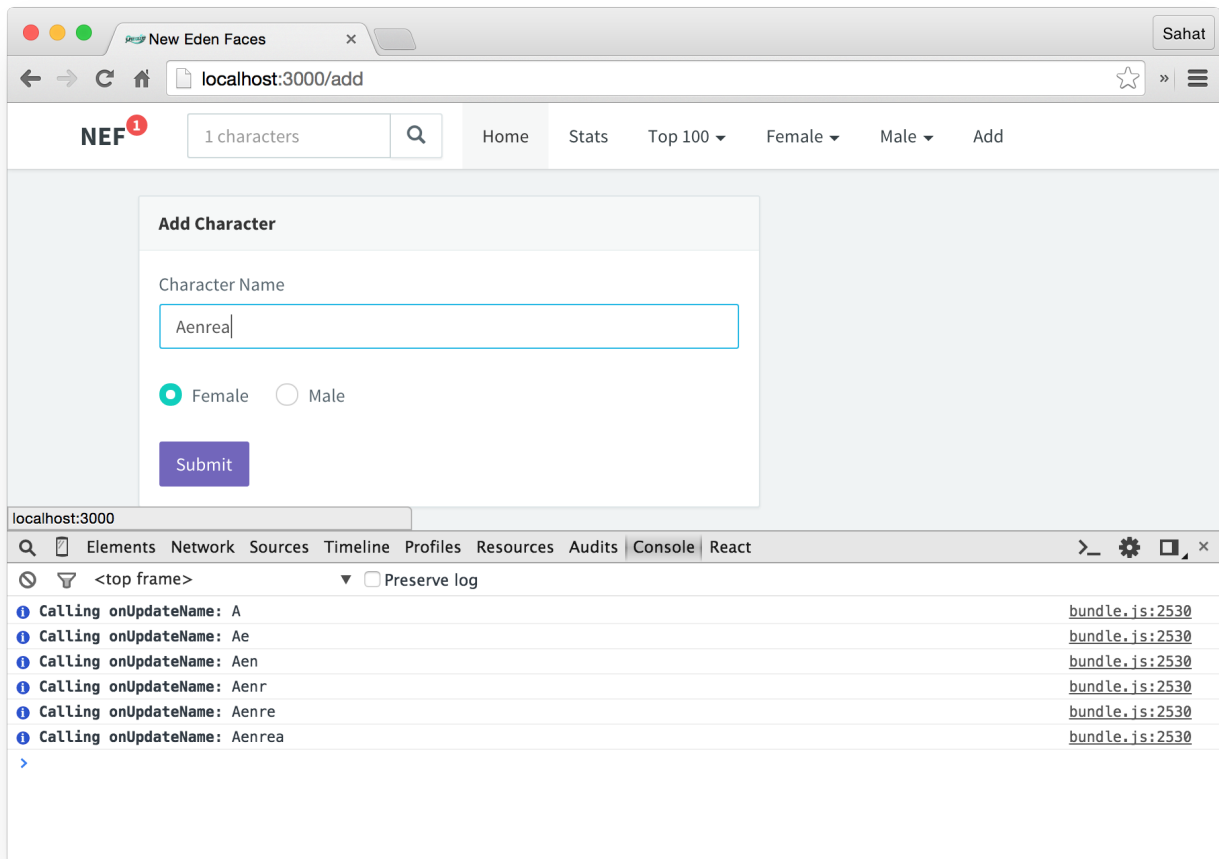 New Eden Faces
Sahat
localhost:3000/add
NEF 1 1 characters Home Stats Top 100 Female Male Add
Add Character
Character Name
Aenrea
Female Male
Submit
localhost:3000
Elements Network Sources Timeline Profiles Resources Audits Console React
<top frame> Preserve log
Calling onUpdateName: A bundle.js:2530
Calling onUpdateName: Ae bundle.js:2530
Calling onUpdateName: Aen bundle.js:2530
Calling onUpdateName: Aenr bundle.js:2530
Calling onUpdateName: Aenre bundle.js:2530
Calling onUpdateName: Aenrea bundle.js:2530